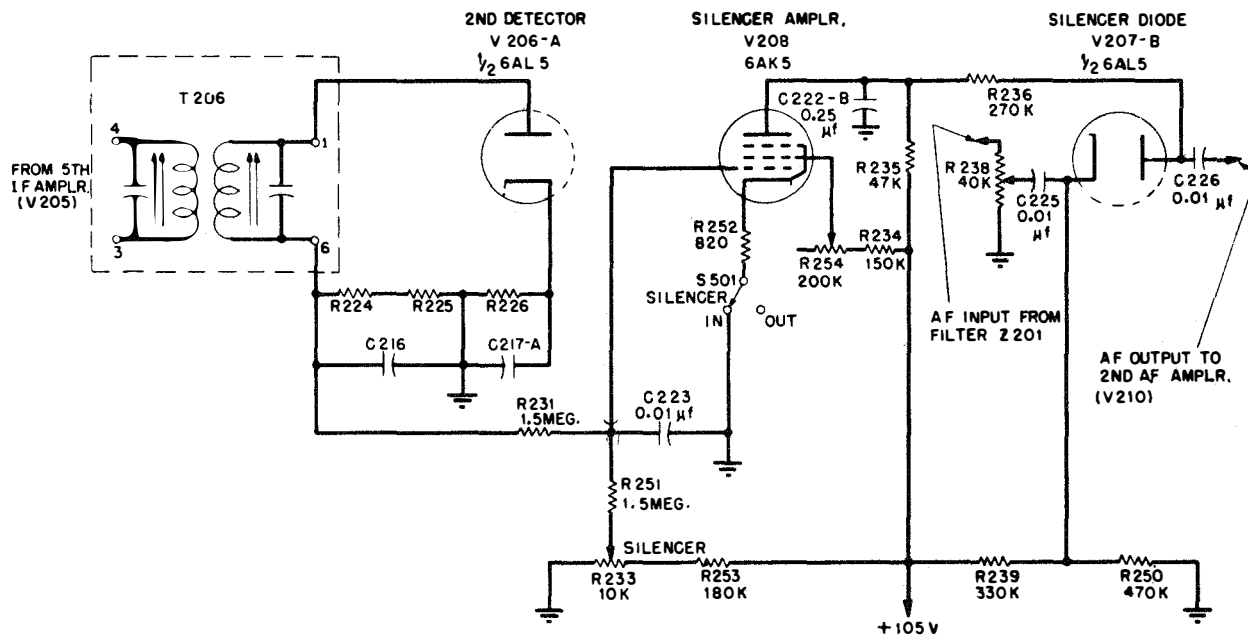 2ND DETECTOR
V 206-A
1/2 6AL5
SILENCER AMPLR.
V208
6AK5
SILENCER DIODE
V207-B
1/2 6AL5
T 206
4
1
3
6
FROM 5TH
I F AMPLR.
(V205)
C222-B
0.25
μf
R236
270K
R235
47K
R238
40K
C225
0.01
μf
C226
0.01
μf
R252
820
R254
200K
R234
150K
S501
SILENCER
IN
OUT
R224
R225
R226
C216
C217-A
AF INPUT FROM
FILTER Z201
AF OUTPUT TO
2ND AF AMPLR.
(V210)
R231
1.5MEG.
C223
0.01 μf
R251
1.5MEG.
SILENCER
R233
10K
R253
180K
R239
330K
R250
470K
+105V